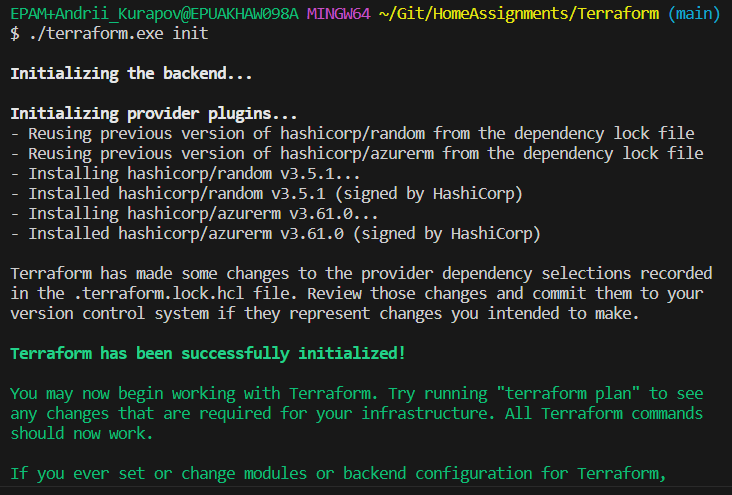 EPAM+Andrii_Kurapov@EPUAKHAW098A MINGW64 ~/Git/HomeAssignments/Terraform (main)
$ ./terraform.exe init
Initializing the backend...
Initializing provider plugins...
- Reusing previous version of hashicorp/random from the dependency lock file
- Reusing previous version of hashicorp/azurerm from the dependency lock file
- Installing hashicorp/random v3.5.1...
- Installed hashicorp/random v3.5.1 (signed by HashiCorp)
- Installing hashicorp/azurerm v3.61.0...
- Installed hashicorp/azurerm v3.61.0 (signed by HashiCorp)
Terraform has made some changes to the provider dependency selections recorded
in the .terraform.lock.hcl file. Review those changes and commit them to your
version control system if they represent changes you intended to make.
Terraform has been successfully initialized!
You may now begin working with Terraform. Try running "terraform plan" to see
any changes that are required for your infrastructure. All Terraform commands
should now work.
If you ever set or change modules or backend configuration for Terraform,